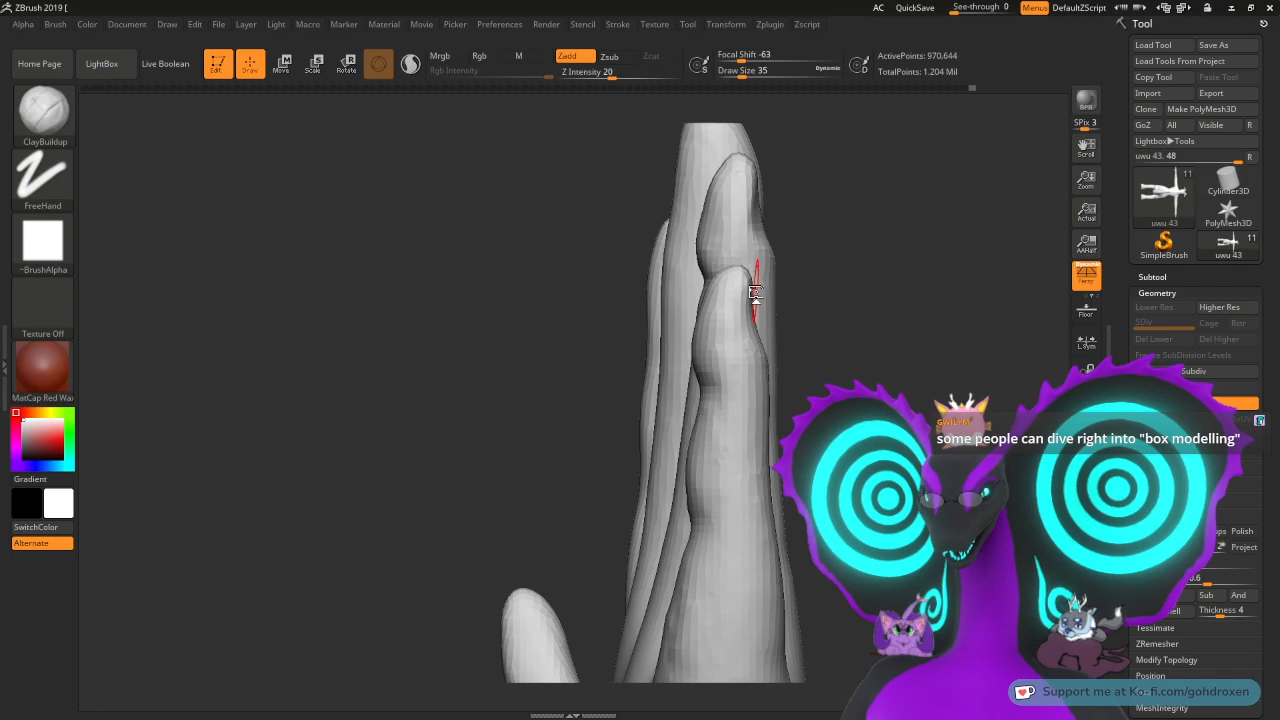 ZBrush 2019 [
AC
QuickSave
See-through 0
Menus
DefaultZScript
Alpha
Brush
Color
Document
Draw
Edit
File
Layer
Light
Macro
Marker
Material
Movie
Picker
Preferences
Render
Stencil
Stroke
Texture
Tool
Transform
Zplugin
Zscript
Tool
Home Page
LightBox
Live Boolean
Edit
Draw
Move
Scale
Rotate
Mrgb
Rgb
M
Rgb Intensity
Zadd
Zsub
Zcut
Z Intensity 20
S
Focal Shift -63
Draw Size 35
Dynamic
D
ActivePoints: 970.644
TotalPoints: 1.204 Mil
ClayBuildup
FreeHand
~BrushAlpha
Texture Off
MatCap Red Wax
Gradient
SwitchColor
Alternate
BPR
SPix 3
Scroll
Zoom
Actual
AAHalf
Dynamic
Persp
Floor
L.Sym
Load Tool
Save As
Load Tools From Project
Copy Tool
Paste Tool
Import
Export
Clone
Make PolyMesh3D
GoZ
All
Visible
R
Lightbox▶Tools
uwu 43. 48
R
11
uwu 43
Cylinder3D
PolyMesh3D
SimpleBrush
11
uwu 43
Subtool
Geometry
Lower Res
Higher Res
SDiv
Cage
Rstr
Del Lower
Del Higher
Freeze SubDivision Levels
Subdiv
GWILYM
some people can dive right into "box modelling"
Polish
Project
Sub
And
Thickness 4
Tessimate
ZRemesher
Modify Topology
Position
MeshIntegrity
Support me at Ko-fi.com/gohdroxen